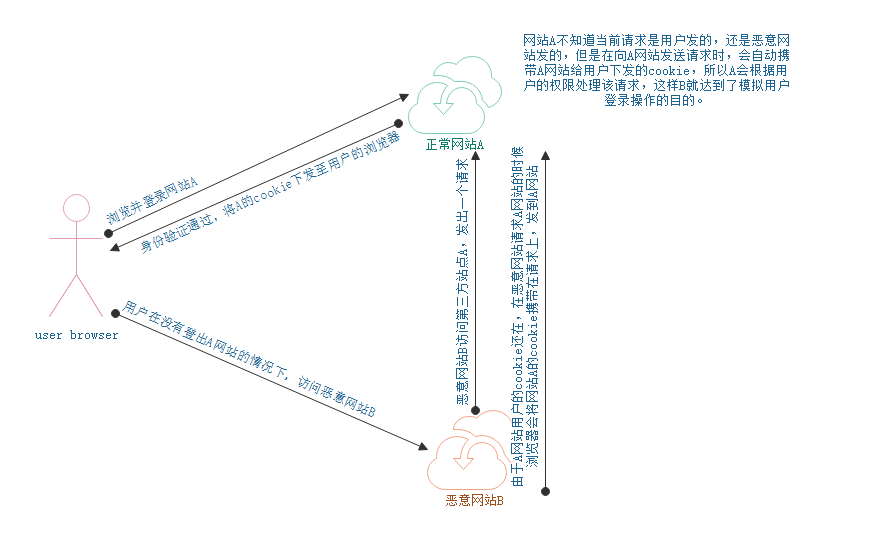 网站A不知道当前请求是用户发的，还是恶意网
站发的，但是在向A网站发送请求时，会自动携
带A网站给用户下发的cookie，所以A会根据用
户的权限处理该请求，这样B就达到了模拟用户
登录操作的目的。
正常网站A
浏览并登录网站A
身份验证通过，将A的cookie下发至用户的浏览器
user browser
用户在没有登出A网站的情况下，访问恶意网站B
恶意网站B访问第三方站点A，发出一个请求
由于A网站用户的cookie还在，在恶意网站请求A网站的时候
浏览器会将网站A的cookie携带在请求上，发到A网站
恶意网站B